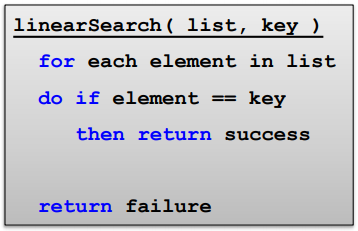 linearSearch( list, key )
for each element in list
do if element == key
then return success
return failure